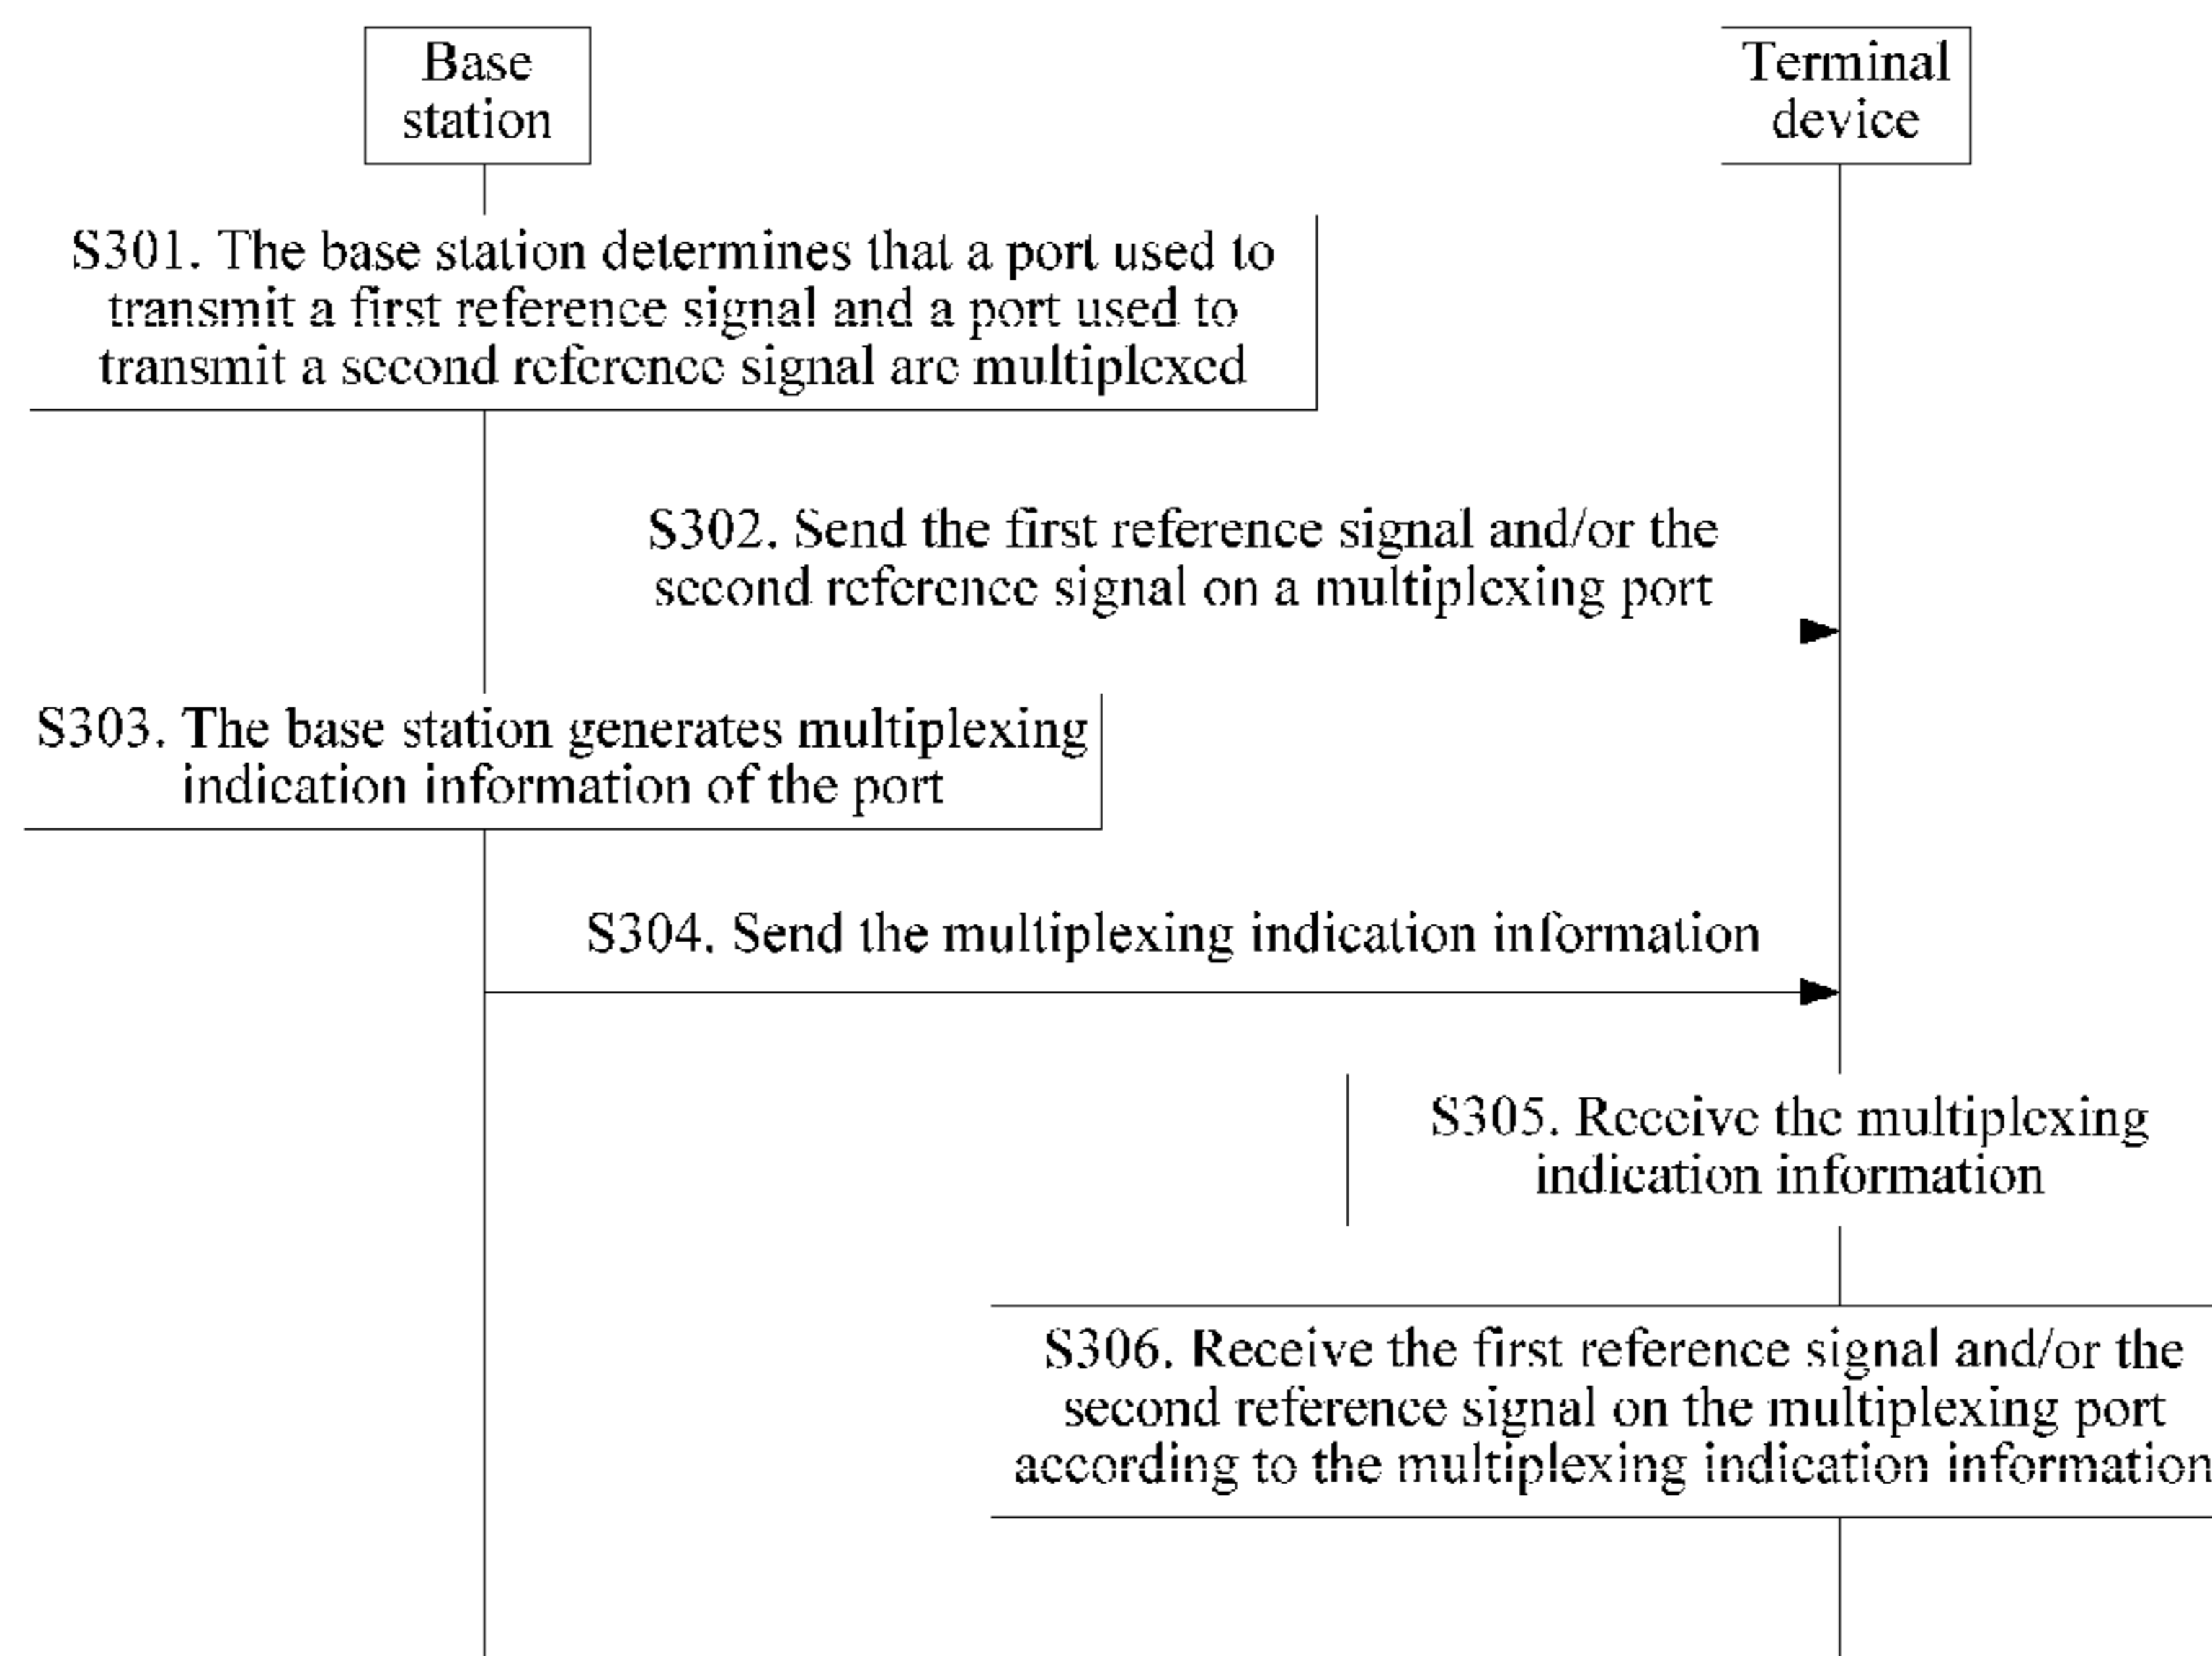 Base
station
Terminal
device
S301. The base station determines that a port used to
transmit a first reference signal and a port used to
transmit a second reference signal are multiplexed
S302. Send the first reference signal and/or the
second reference signal on a multiplexing port
S303. The base station generates multiplexing
indication information of the port
S304. Send the multiplexing indication information
S305. Receive the multiplexing
indication information
S306. Receive the first reference signal and/or the
second reference signal on the multiplexing port
according to the multiplexing indication information